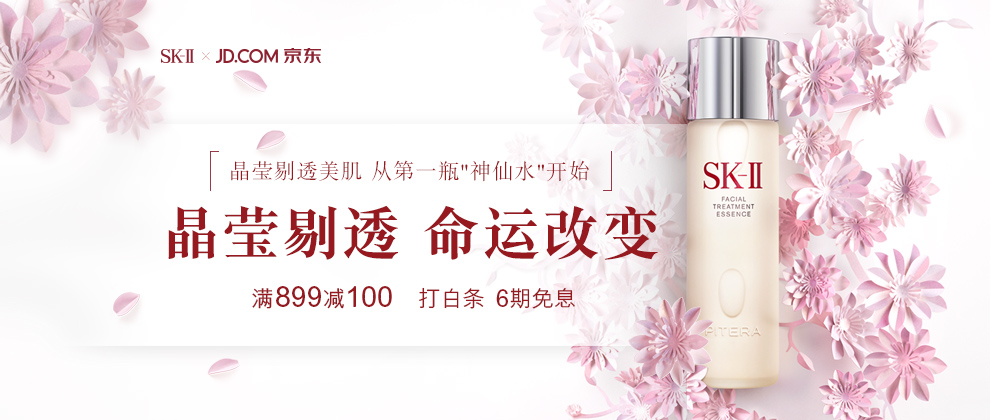 SK-II × JD.COM 京东
晶莹剔透美肌 从第一瓶"神仙水"开始
晶莹剔透 命运改变
满899减100 打白条 6期免息
SK-II
FACIAL
TREATMENT
ESSENCE
PITERA